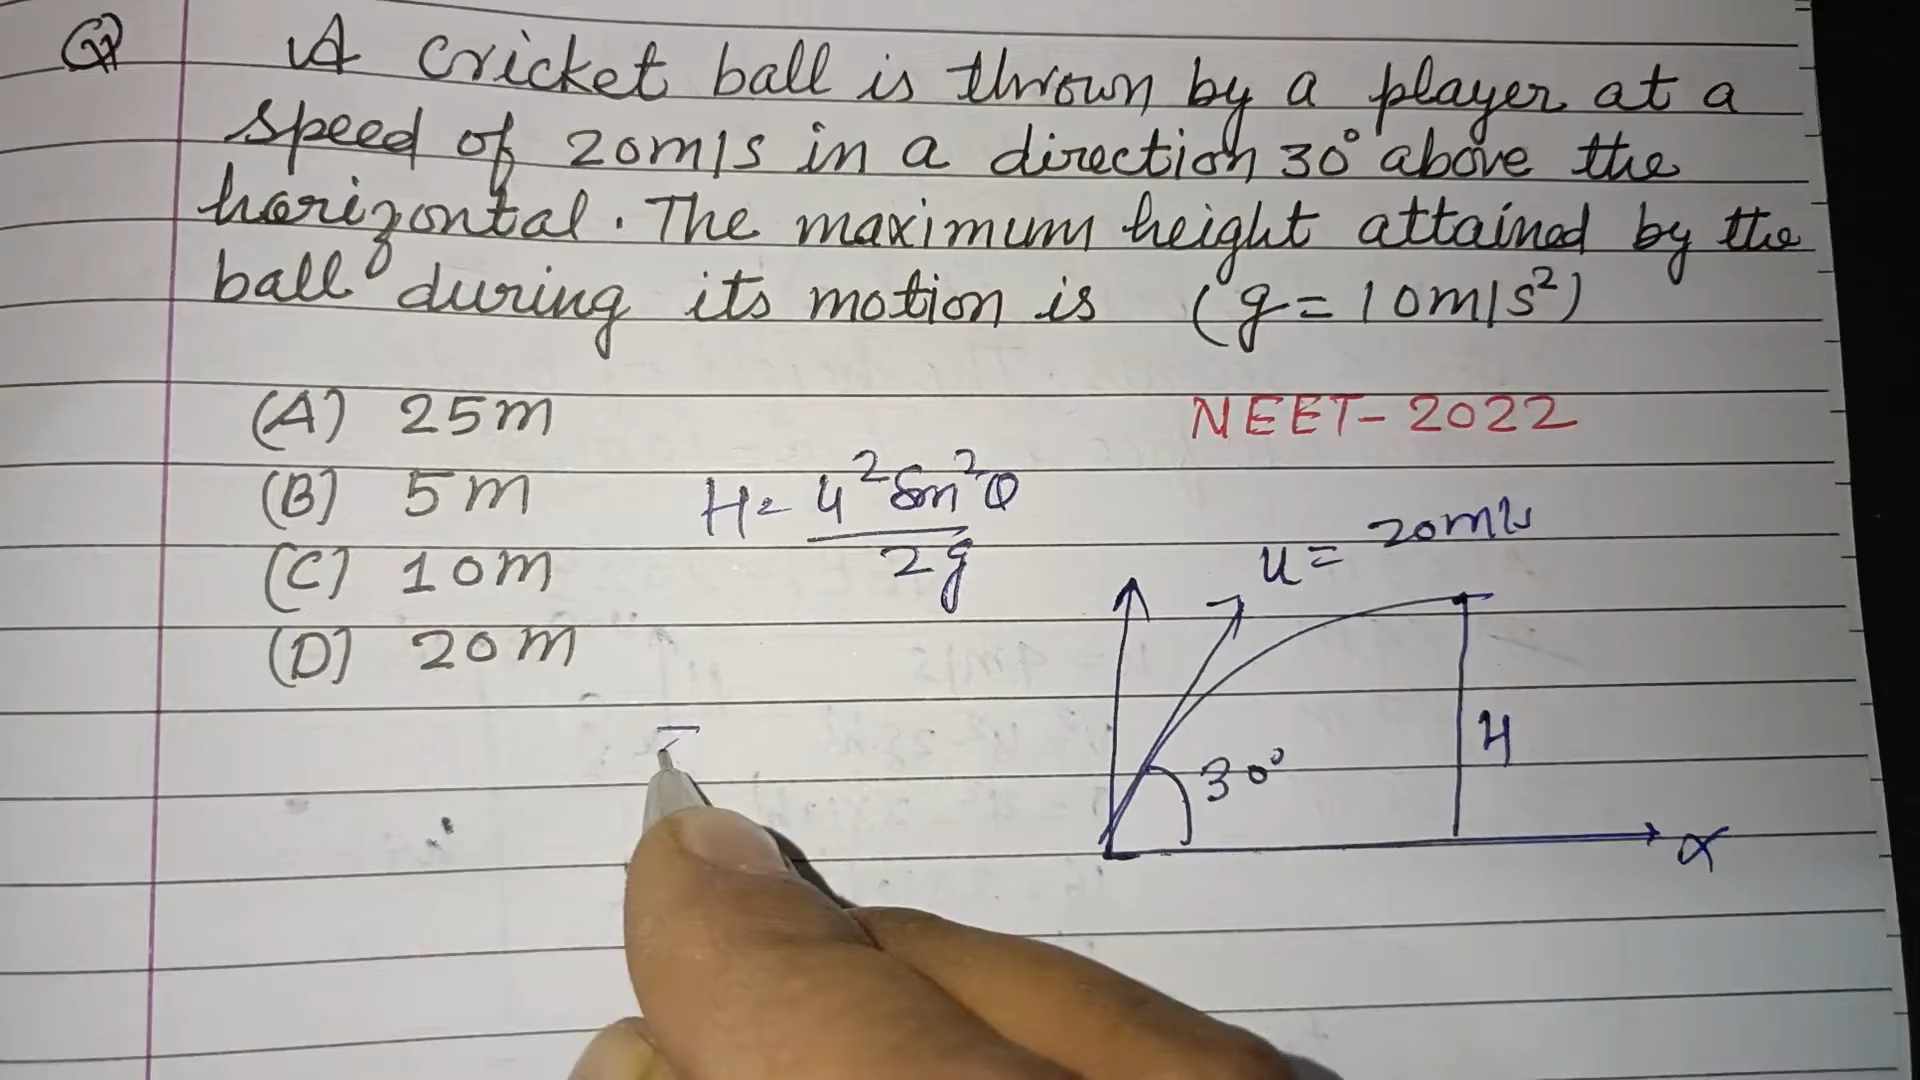 Q
A cricket ball is thrown by a player at a
speed of 20m/s in a direction 30° above the
horizontal. The maximum height attained by the
ball during its motion is (g=10m/s²)
(A) 25m
NEET-2022
(B) 5m
(C) 10m
(D) 20m
H= u² Sin²θ
2g
u= 20m/s
H
30°
x